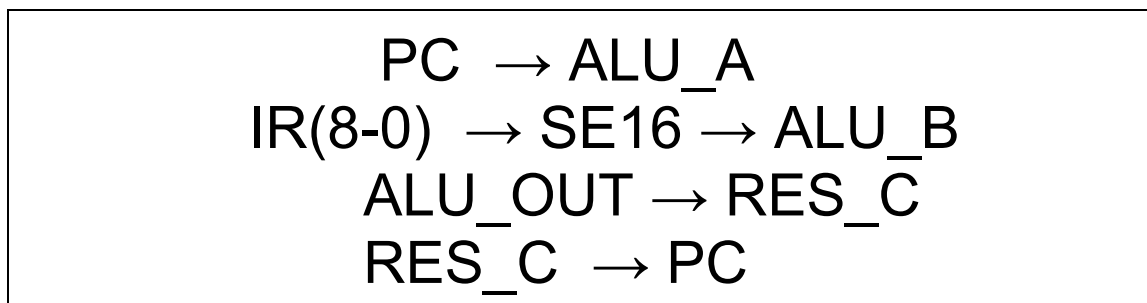 PC → ALU_A
IR(8-0) → SE16 → ALU_B
ALU_OUT → RES_C
RES_C → PC